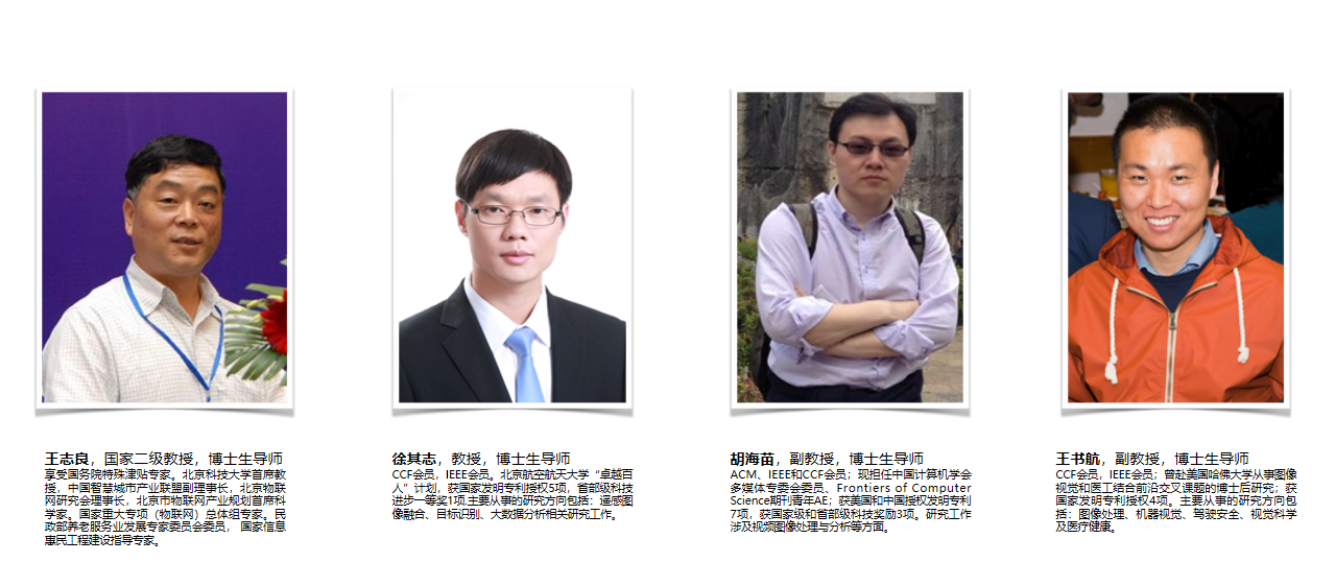 王志良，国家二级教授，博士生导师
享受国务院特殊津贴专家。北京科技大学首席教
授，中国智慧城市产业联盟副理事长，北京物联
网研究会理事长，北京市物联网产业规划首席科
学家。国家重大专项（物联网）总体组专家。民
政部养老服务业发展专家委员会委员， 国家信息
惠民工程建设指导专家。
徐其志，教授，博士生导师
CCF会员，IEEE会员。北京航空航天大学“卓越百
人”计划，获国家发明专利授权5项，省部级科技
进步一等奖1项.主要从事的研究方向包括：遥感图
像融合、目标识别、大数据分析相关研究工作。
胡海苗，副教授，博士生导师
ACM、IEEE和CCF会员；现担任中国计算机学会
多媒体专委会委员、Frontiers of Computer
Science期刊青年AE；获美国和中国授权发明专利
7项，获国家级和省部级科技奖励3项。研究工作
涉及视频图像处理与分析等方面。
王书航，副教授，博士生导师
CCF会员，IEEE会员；曾赴美国哈佛大学从事图像
视觉和医工结合前沿交叉课题的博士后研究；获
国家发明专利授权4项。主要从事的研究方向包
括：图像处理、机器视觉、驾驶安全、视觉科学
及医疗健康。